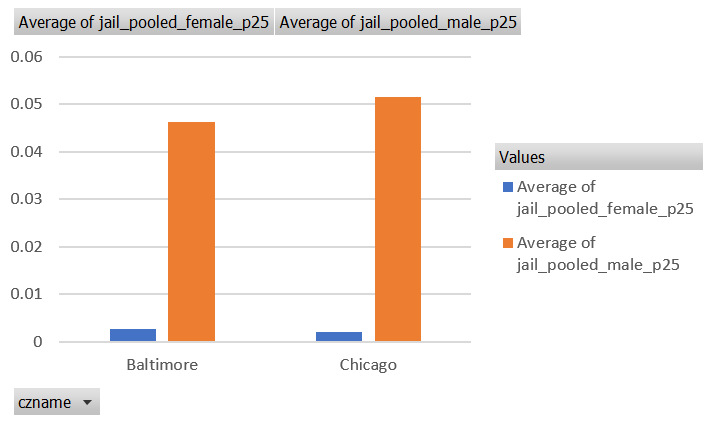 Average of jail_pooled_female_p25 Average of jail_pooled_male_p25
0.06
0.05
0.04
0.03
0.02
0.01
0
Baltimore Chicago
Values
Average of
jail_pooled_female_p25
Average of
jail_pooled_male_p25
czname